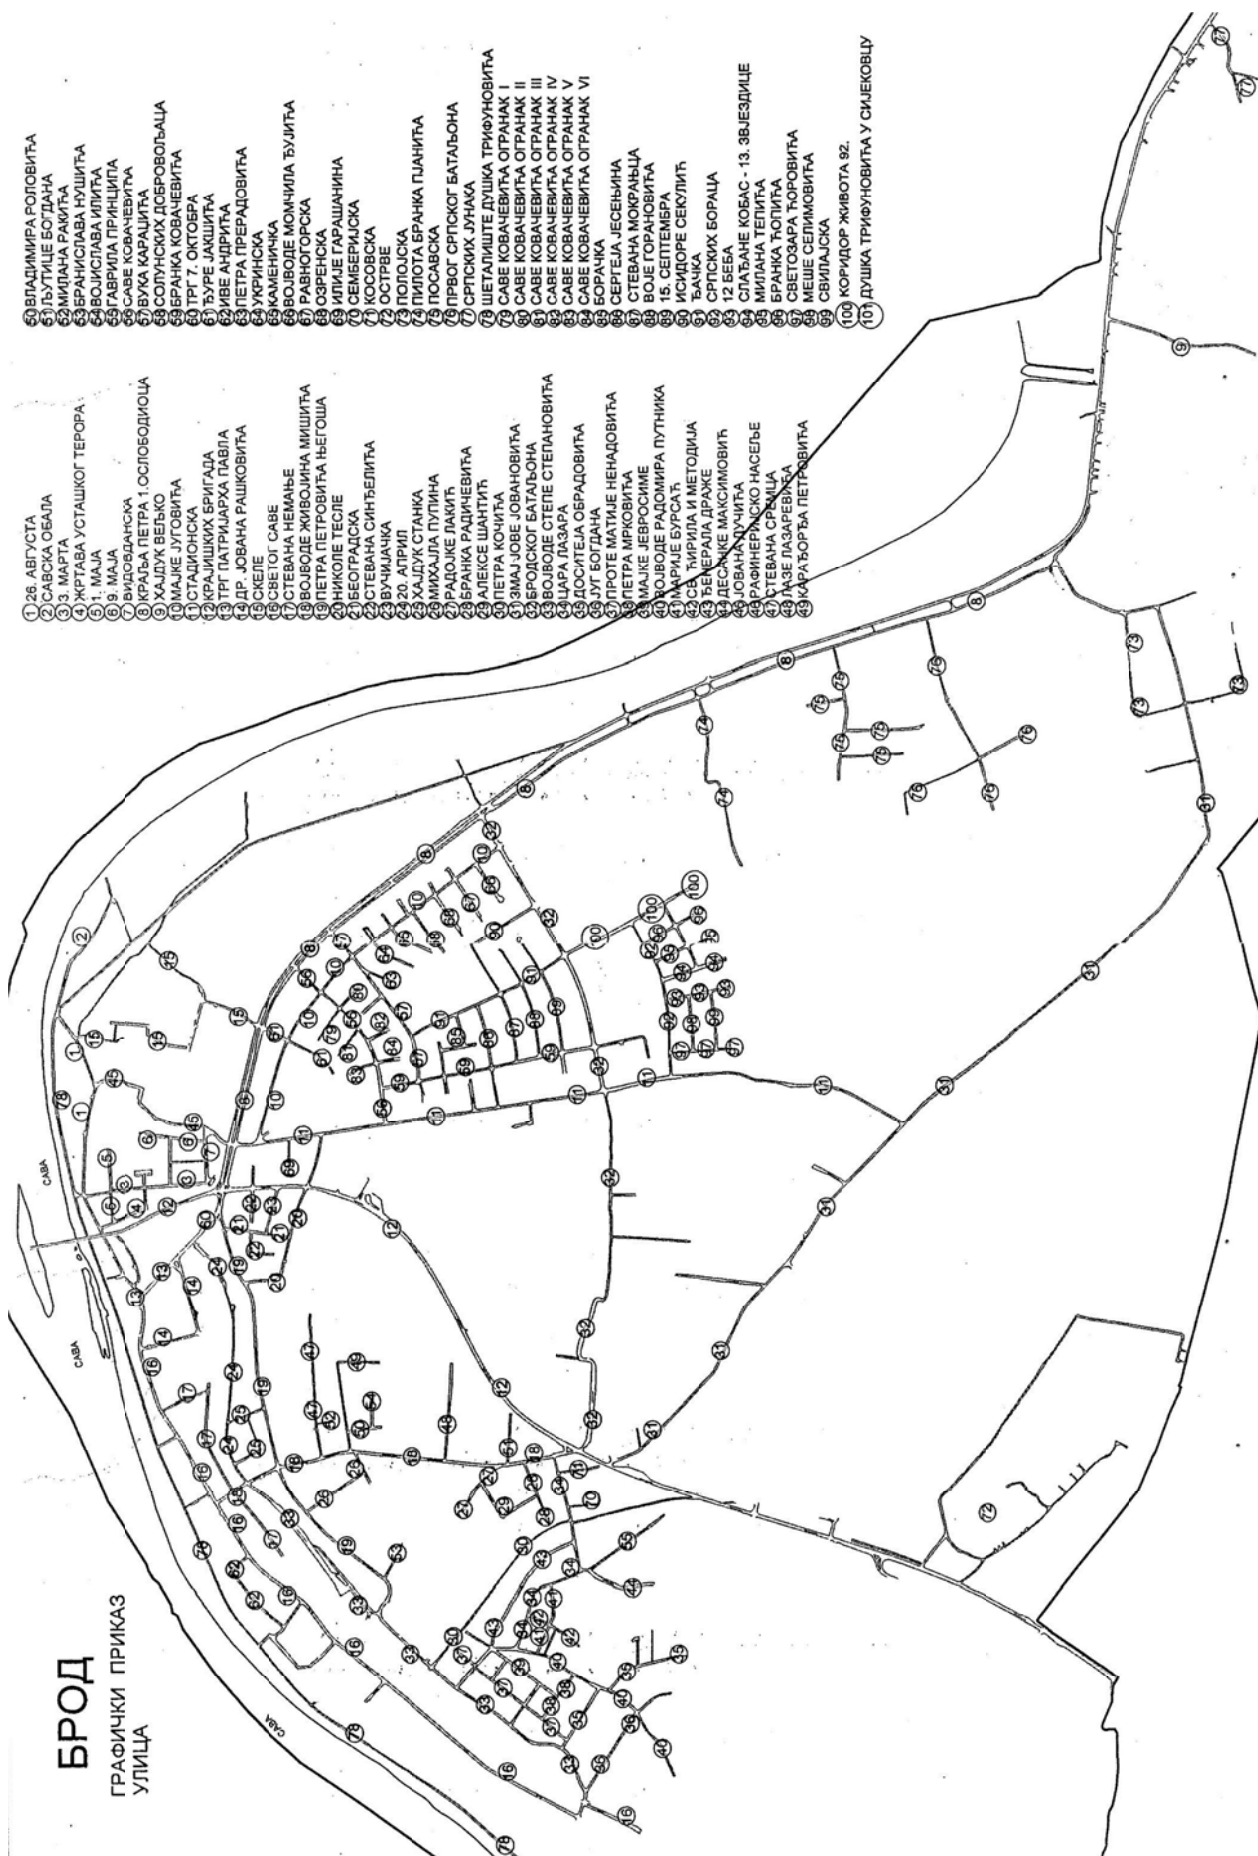 БРОД
ГРАФИЧКИ ПРИКАЗ
УЛИЦА
САВА
САВА
САВА
1 26. АВГУСТА
2 САВСКА ОБАЛА
3 3. МАРТА
4 ЖРТАВА УСТАШКОГ ТЕРОРА
5 1. МАЈА
6 9. МАЈА
7 ВИДОВДАНСКА
8 КРАЉА ПЕТРА 1.ОСЛОБОДИОЦА
9 ХАЈДУК ВЕЉКО
10 МАЈКЕ ЈУГОВИЋА
11 СТАДИОНСКА
12 КРАЈИШКИХ БРИГАДА
13 ТРГ ПАТРИЈАРХА ПАВЛА
14 ДР. ЈОВАНА РАШКОВИЋА
15 СКЕЛЕ
16 СВЕТОГ САВЕ
17 СТЕВАНА НЕМАЊЕ
18 ВОЈВОДЕ ЖИВОЈИНА МИШИЋА
19 ПЕТРА ПЕТРОВИЋА ЊЕГОША
20 НИКОЛЕ ТЕСЛЕ
21 БЕОГРАДСКА
22 СТЕВАНА СИНЂЕЛИЋА
23 ВУЧИЈАЧКА
24 20. АПРИЛ
25 ХАЈДУК СТАНКА
26 МИХАЈЛА ПУПИНА
27 РАДОЈКЕ ЛАКИЋ
28 БРАНКА РАДИЧЕВИЋА
29 АЛЕКСЕ ШАНТИЋ
30 ПЕТРА КОЧИЋА
31 ЗМАЈ ЈОВЕ ЈОВАНОВИЋА
32 БРОДСКОГ БАТАЉОНА
33 ВОЈВОДЕ СТЕПЕ СТЕПАНОВИЋА
34 ЦАРА ЛАЗАРА
35 ДОСИТЕЈА ОБРАДОВИЋА
36 ЈУГ БОГДАНА
37 ПРОТЕ МАТИЈЕ НЕНАДОВИЋА
38 ПЕТРА МРКОВИЋА
39 МАЈКЕ ЈЕВРОСИМЕ
40 ВОЈВОДЕ РАДОМИРА ПУТНИКА
41 МАРИЈЕ БУРСАЋ
42 СВ. ЋИРИЛА И МЕТОДИЈА
43 ЂЕНЕРАЛА ДРАЖЕ
44 ДЕСАНКЕ МАКСИМОВИЋ
45 ЈОВАНА ДУЧИЋА
46 РАФИНЕРИЈСКО НАСЕЉЕ
47 СТЕВАНА СРЕМЦА
48 ЛАЗЕ ЛАЗАРЕВИЋА
49 КАРАЂОРЂА ПЕТРОВИЋА
50 ВЛАДИМИРА РОЛОВИЋА
51 ЉУТИЦЕ БОГДАНА
52 МИЛАНА РАКИЋА
53 БРАНИСЛАВА НУШИЋА
54 ВОЈИСЛАВА ИЛИЋА
55 ГАВРИЛА ПРИНЦИПА
56 САВЕ КОВАЧЕВИЋА
57 ВУКА КАРАЏИЋА
58 СОЛУНСКИХ ДОБРОВОЉАЦА
59 БРАНКА КОВАЧЕВИЋА
60 ТРГ 7. ОКТОБРА
61 ЂУРЕ ЈАКШИЋА
62 ИВЕ АНДРИЋА
63 ПЕТРА ПРЕРАДОВИЋА
64 УКРИНСКА
65 КАМЕНИЧКА
66 ВОЈВОДЕ МОМЧИЛА ЂУЈИЋА
67 РАВНОГОРСКА
68 ОЗРЕНСКА
69 ИЛИЈЕ ГАРАШАНИНА
70 СЕМБЕРИЈСКА
71 КОСОВСКА
72 ОСТРВЕ
73 ПОЛОЈСКА
74 ПИЛОТА БРАНКА ПЛАНИЋА
75 ПОСАВСКА
76 ПРВОГ СРПСКОГ БАТАЉОНА
77 СРПСКИХ ЈУНАКА
78 ШЕТАЛИШТЕ ДУШКА ТРИФУНОВИЋА
79 САВЕ КОВАЧЕВИЋА ОГРАНАК I
80 САВЕ КОВАЧЕВИЋА ОГРАНАК II
81 САВЕ КОВАЧЕВИЋА ОГРАНАК III
82 САВЕ КОВАЧЕВИЋА ОГРАНАК IV
83 САВЕ КОВАЧЕВИЋА ОГРАНАК V
84 САВЕ КОВАЧЕВИЋА ОГРАНАК VI
85 БОРАЧКА
86 СЕРГЕЈА ЈЕСЕЊИНА
87 СТЕВАНА МОКРАЊЦА
88 ВОЈЕ ГОРАНОВИЋА
89 15. СЕПТЕМБРА
90 ИСИДОРЕ СЕКУЛИЋ
91 ЂАЧКА
92 СРПСКИХ БОРАЦА
93 12 БЕБА
94 СЛАЂАНЕ КОБАС - 13. ЗВЈЕЗДИЦЕ
95 МИЛАНА ТЕПИЋА
96 БРАНКА ЋОПИЋА
97 СВЕТОЗАРА ЋОРОВИЋА
98 МЕШЕ СЕЛИМОВИЋА
99 СВИЛАЈСКА
100 КОРИДОР ЖИВОТА 92.
101 ДУШКА ТРИФУНОВИЋА У СИЈЕКОВЦУ